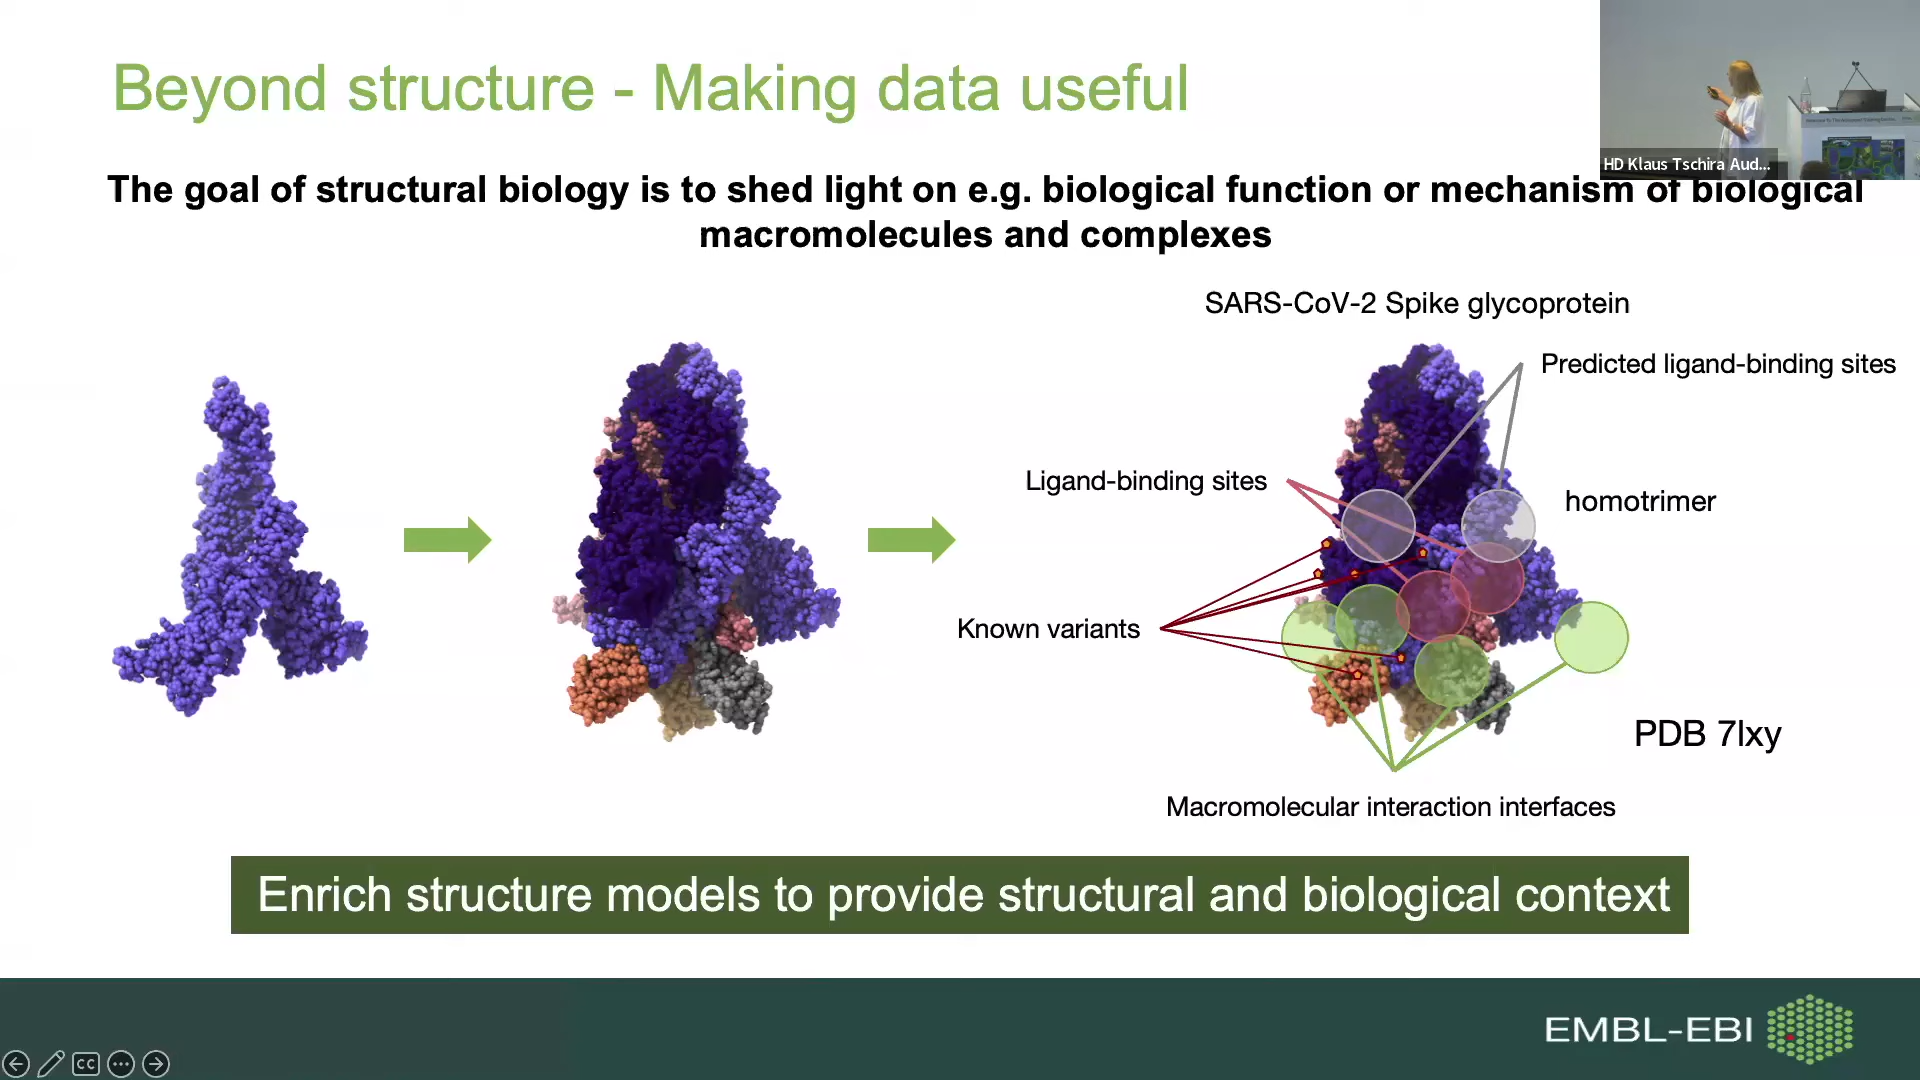 Beyond structure - Making data useful
HD Klaus Tschira Aud...
The goal of structural biology is to shed light on e.g. biological function or mechanism of biological
macromolecules and complexes
SARS-CoV-2 Spike glycoprotein
Predicted ligand-binding sites
Ligand-binding sites
homotrimer
Known variants
PDB 7lxy
Macromolecular interaction interfaces
Enrich structure models to provide structural and biological context
EMBL-EBI
CC